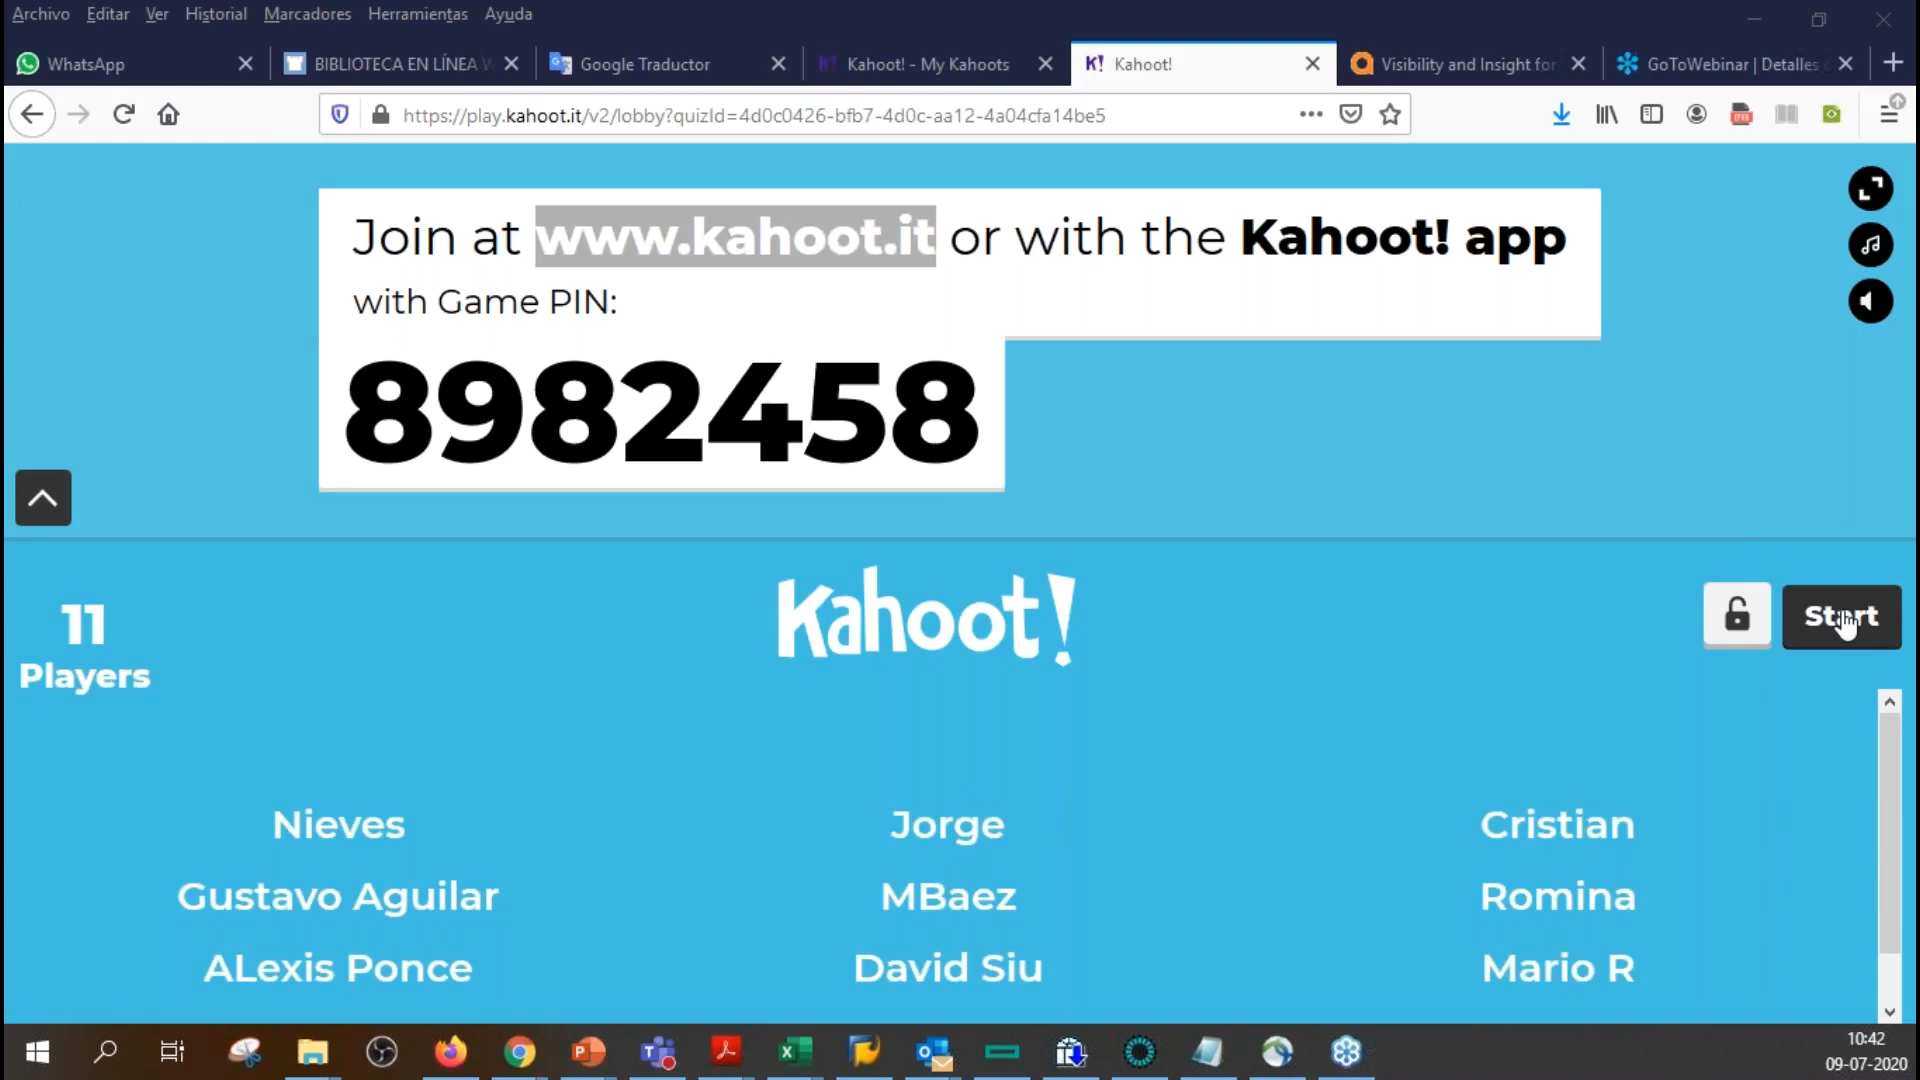 Archivo Editar Ver Historial Marcadores Herramientas Ayuda
WhatsApp
BIBLIOTECA EN LÍNEA
Google Traductor
Kahoot! - My Kahoots
K! Kahoot!
Visibility and Insight for
GoToWebinar | Detalles
https://play.kahoot.it/v2/lobby?quizId=4d0c0426-bfb7-4d0c-aa12-4a04cfa14be5
Join at www.kahoot.it or with the Kahoot! app
with Game PIN:
8982458
Kahoot!
11
Players
Start
Nieves Jorge Cristian
Gustavo Aguilar MBaez Romina
ALexis Ponce David Siu Mario R
10:42
09-07-2020